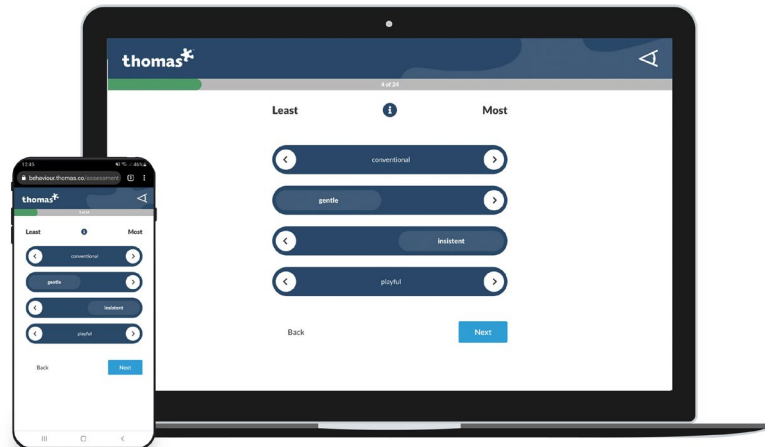 thomas
4 of 24
Least
Most
conventional
gentle
insistent
playful
Back
Next
12:45
46%
behaviour.thomas.co/assessment
thomas
Least
Most
conventional
gentle
insistent
playful
Back
Next